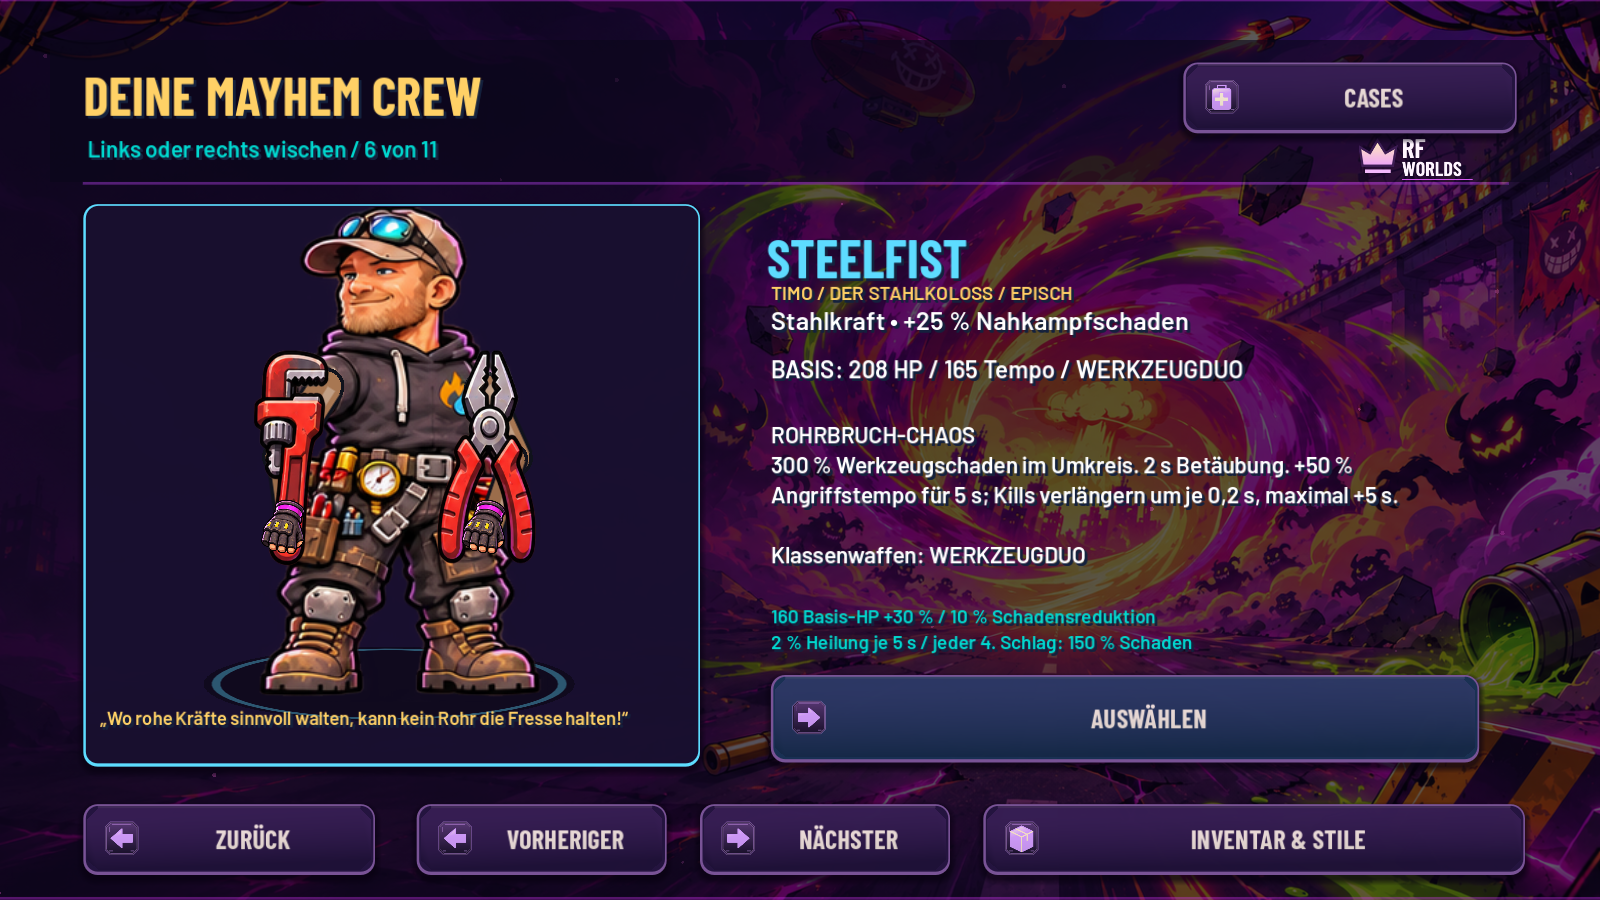 DEINE MAYHEM CREW
Links oder rechts wischen / 6 von 11
CASES
RF
WORLDS
STEELFIST
TIMO / DER STAHLKOLOSS / EPISCH
Stahlkraft • +25 % Nahkampfschaden
BASIS: 208 HP / 165 Tempo / WERKZEUGDUO
ROHRBRUCH-CHAOS
300 % Werkzeugschaden im Umkreis. 2 s Betäubung. +50 %
Angriffstempo für 5 s; Kills verlängern um je 0,2 s, maximal +5 s.
Klassenwaffen: WERKZEUGDUO
160 Basis-HP +30 % / 10 % Schadensreduktion
2 % Heilung je 5 s / jeder 4. Schlag: 150 % Schaden
„Wo rohe Kräfte sinnvoll walten, kann kein Rohr die Fresse halten!“
AUSWÄHLEN
ZURÜCK
VORHERIGER
NÄCHSTER
INVENTAR & STILE